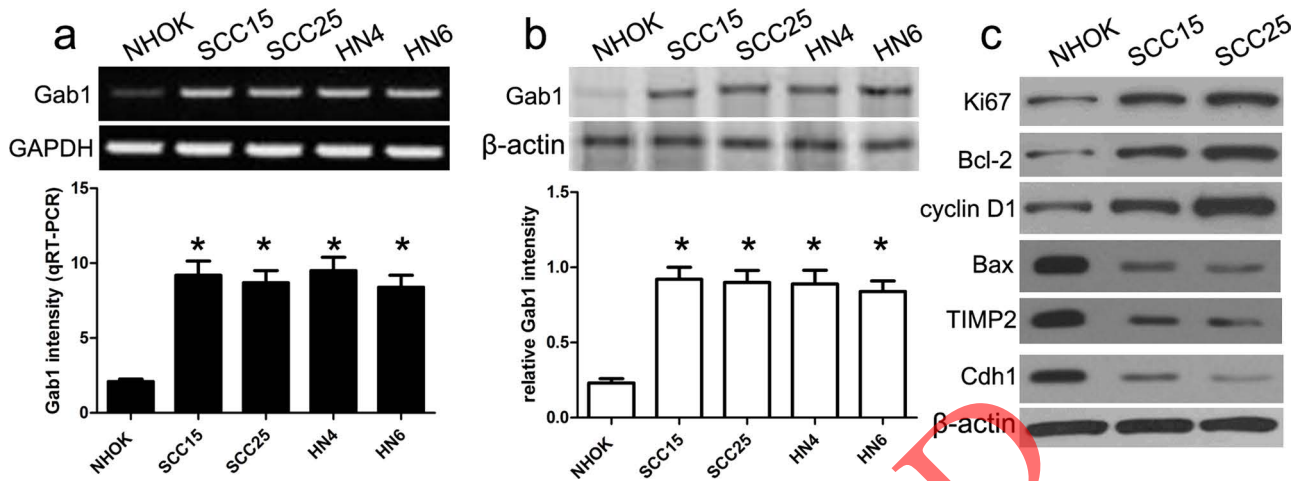 a
NHOK SCC15 SCC25 HN4 HN6
Gab1
GAPDH
Gab1 intensity (qRT-PCR)
15
10
5
0
* * * *
NHOK SCC15 SCC25 HN4 HN6
b
NHOK SCC15 SCC25 HN4 HN6
Gab1
β-actin
relative Gab1 intensity
1.5
1.0
0.5
0.0
* * * *
NHOK SCC15 SCC25 HN4 HN6
c
NHOK SCC15 SCC25
Ki67
Bcl-2
cyclin D1
Bax
TIMP2
Cdh1
β-actin
D